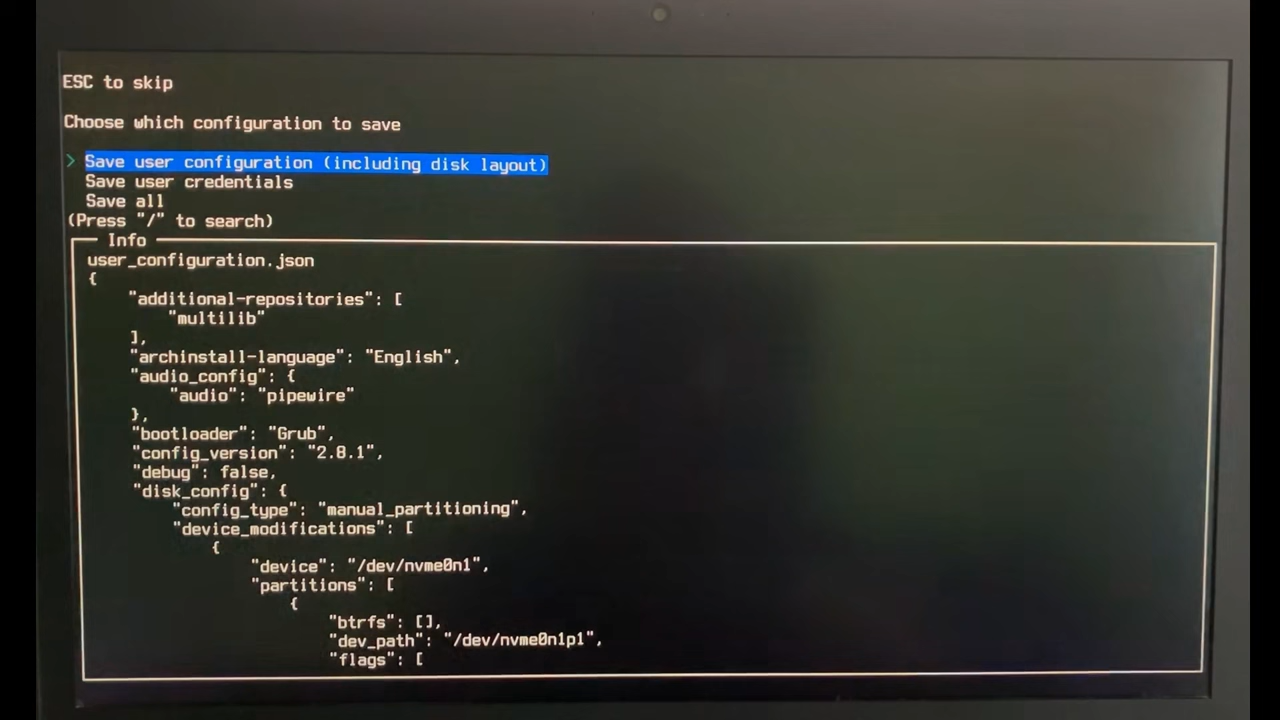 ESC to skip
Choose which configuration to save
> Save user configuration (including disk layout)
Save user credentials
Save all
(Press "/" to search)
Info
user_configuration.json
{
"additional-repositories": [
"multilib"
],
"archinstall-language": "English",
"audio_config": {
"audio": "pipewire"
},
"bootloader": "Grub",
"config_version": "2.8.1",
"debug": false,
"disk_config": {
"config_type": "manual_partitioning",
"device_modifications": [
{
"device": "/dev/nvme0n1",
"partitions": [
{
"btrfs": [],
"dev_path": "/dev/nvme0n1p1",
"flags": [